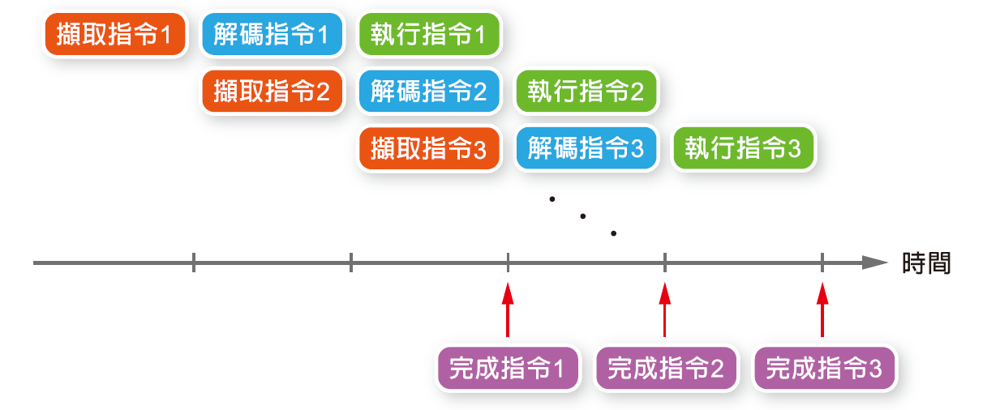 擷取指令1 解碼指令1 執行指令1
擷取指令2 解碼指令2 執行指令2
擷取指令3 解碼指令3 執行指令3
時間
完成指令1 完成指令2 完成指令3